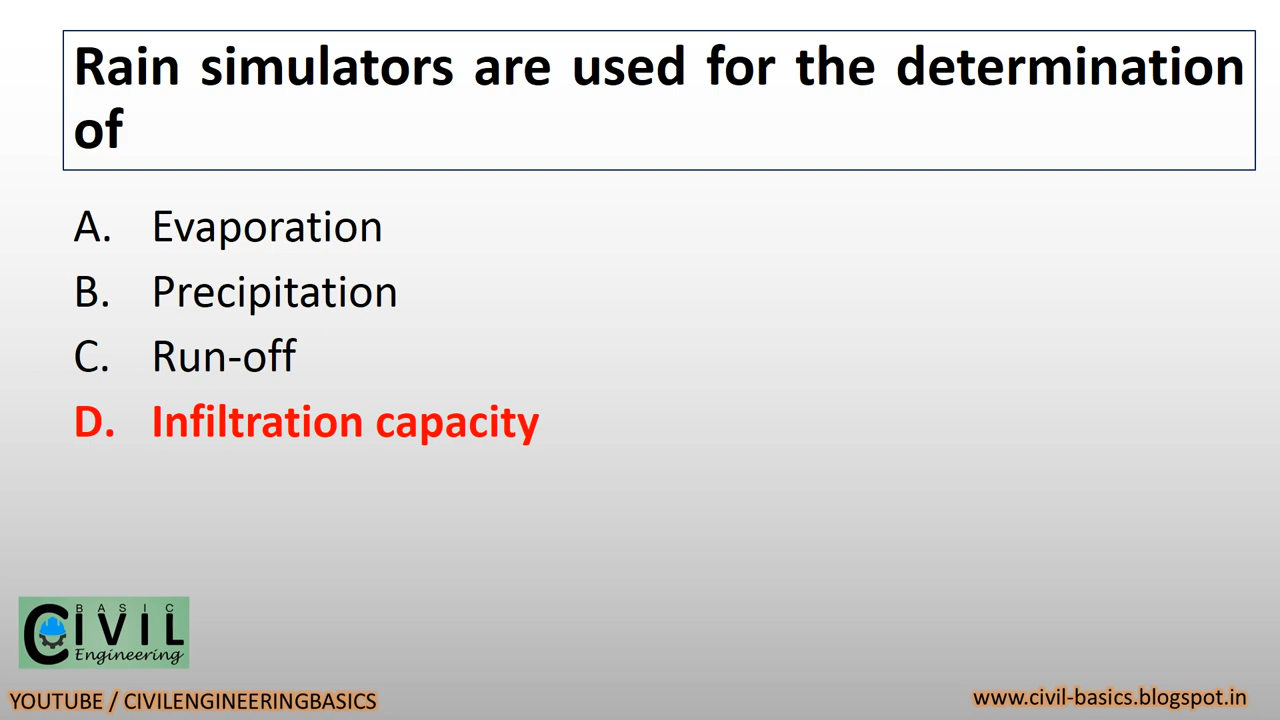 Rain simulators are used for the determination
of
A. Evaporation
B. Precipitation
C. Run-off
D. Infiltration capacity
BASIC
CIVIL
Engineering
YOUTUBE / CIVILENGINEERINGBASICS
www.civil-basics.blogspot.in